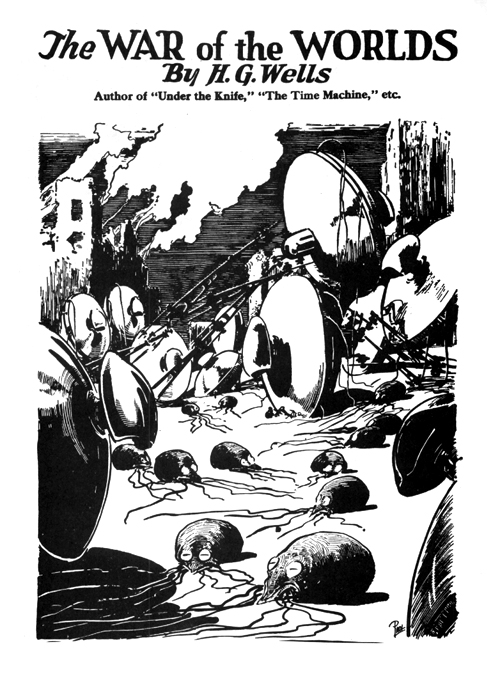 The WAR of the WORLDS
By H. G. Wells
Author of "Under the Knife," "The Time Machine," etc.